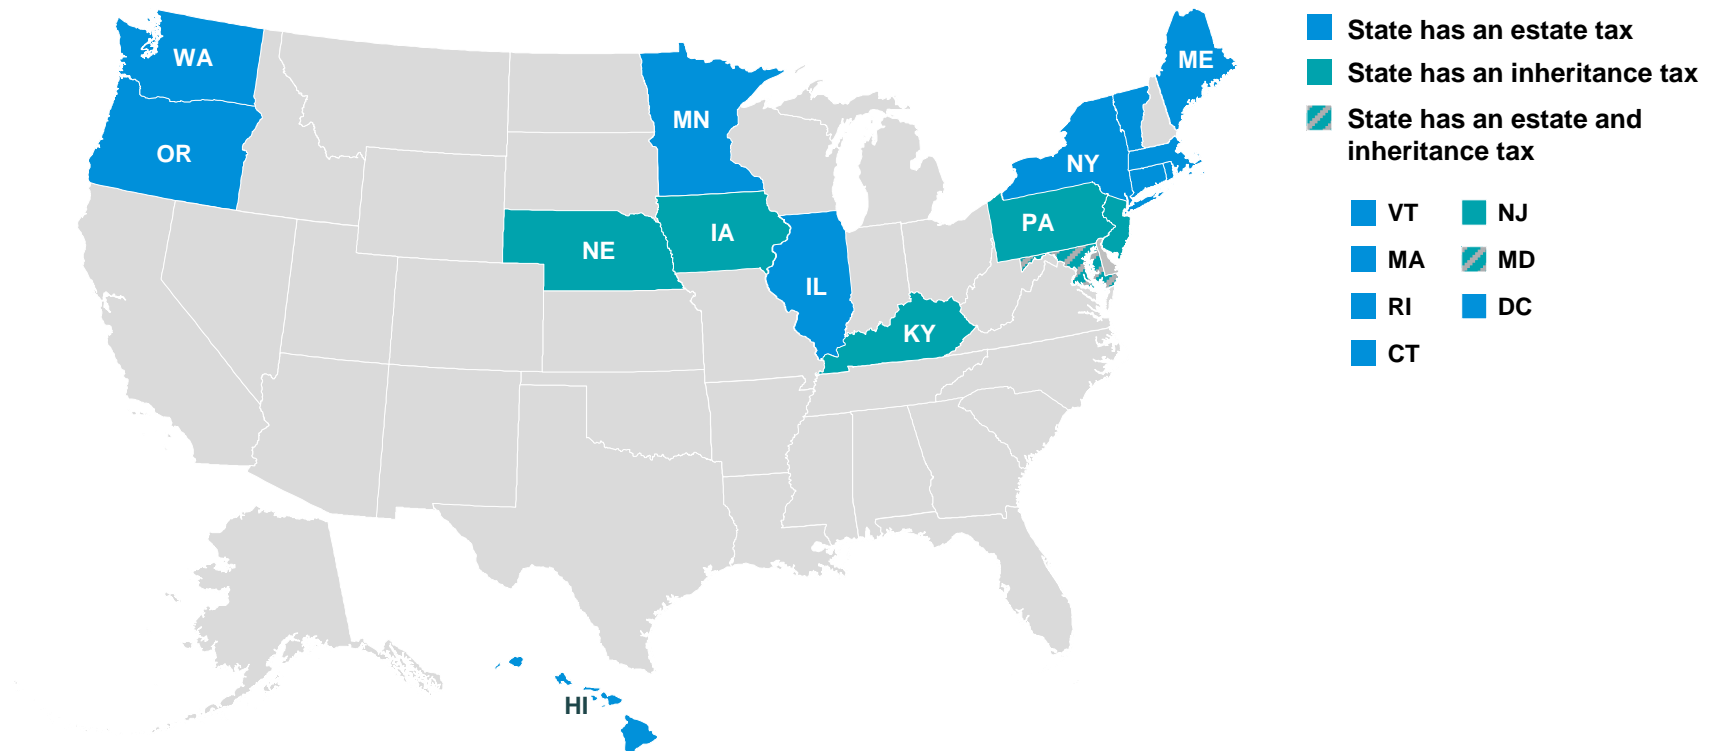 WA
OR
MN
ME
NY
PA
NE
IA
IL
KY
HI
State has an estate tax
State has an inheritance tax
State has an estate and
inheritance tax
VT
NJ
MA
MD
RI
DC
CT